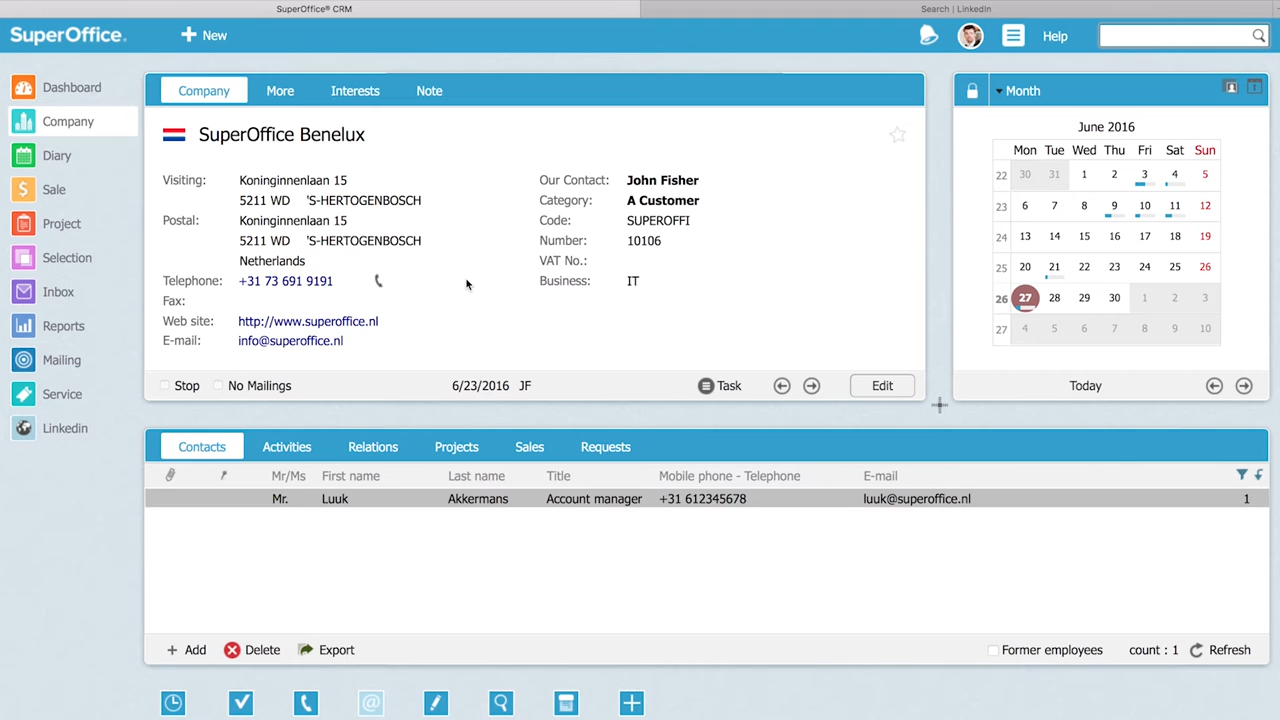 SuperOffice® CRM
Search | LinkedIn
SuperOffice.
New
Help
Dashboard
Company
Diary
Sale
Project
Selection
Inbox
Reports
Mailing
Service
Linkedin
Company More Interests Note
SuperOffice Benelux
Visiting: Koninginnenlaan 15
5211 WD 'S-HERTOGENBOSCH
Postal: Koninginnenlaan 15
5211 WD 'S-HERTOGENBOSCH
Netherlands
Telephone: +31 73 691 9191
Fax:
Web site: http://www.superoffice.nl
E-mail: info@superoffice.nl
Our Contact: John Fisher
Category: A Customer
Code: SUPEROFFI
Number: 10106
VAT No.:
Business: IT
Stop No Mailings 6/23/2016 JF Task Edit
Month
June 2016
Mon Tue Wed Thu Fri Sat Sun
22 30 31 1 2 3 4 5
23 6 7 8 9 10 11 12
24 13 14 15 16 17 18 19
25 20 21 22 23 24 25 26
26 27 28 29 30 1 2 3
27 4 5 6 7 8 9 10
Today
Contacts Activities Relations Projects Sales Requests
Mr/Ms First name Last name Title Mobile phone - Telephone E-mail
Mr. Luuk Akkermans Account manager +31 612345678 luuk@superoffice.nl 1
Add Delete Export Former employees count : 1 Refresh